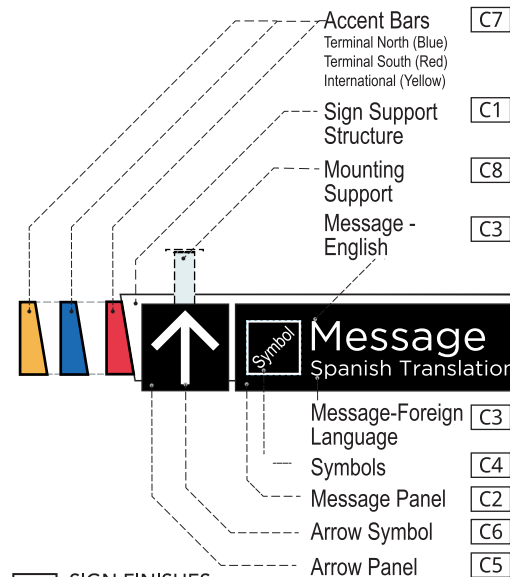 Accent Bars C7
Terminal North (Blue)
Terminal South (Red)
International (Yellow)
Sign Support C1
Structure
Mounting C8
Support
Message - C3
English
Symbol
Message
Spanish Translation
Message-Foreign C3
Language
Symbols C4
Message Panel C2
Arrow Symbol C6
Arrow Panel C5
SIGN FINISHES